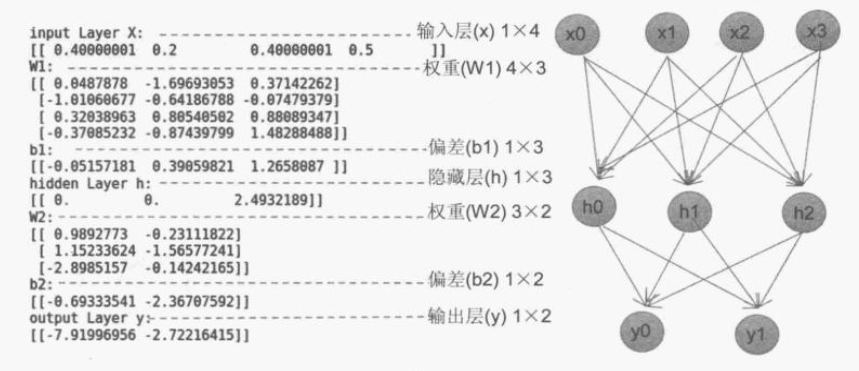 input Layer X: 输入层(x) 1×4
[[ 0.40000001 0.2 0.40000001 0.5 ]]
W1: 权重(W1) 4×3
[[ 0.0487878 -1.69693053 0.37142262]
[-1.01060677 -0.64186788 -0.07479379]
[ 0.32038963 0.80540502 0.88089347]
[-0.37085232 -0.87439799 1.48288488]]
b1: 偏差(b1) 1×3
[[-0.05157181 0.39059821 1.2658087 ]]
hidden Layer h: 隐藏层(h) 1×3
[[ 0. 0. 2.4932189]]
W2: 权重(W2) 3×2
[[ 0.9892773 -0.23111822]
[ 1.15233624 -1.56577241]
[-2.8985157 -0.14242165]]
b2: 偏差(b2) 1×2
[[-0.69333541 -2.36707592]]
output Layer y: 输出层(y) 1×2
[[-7.91996956 -2.72216415]]
x0 x1 x2 x3
h0 h1 h2
y0 y1